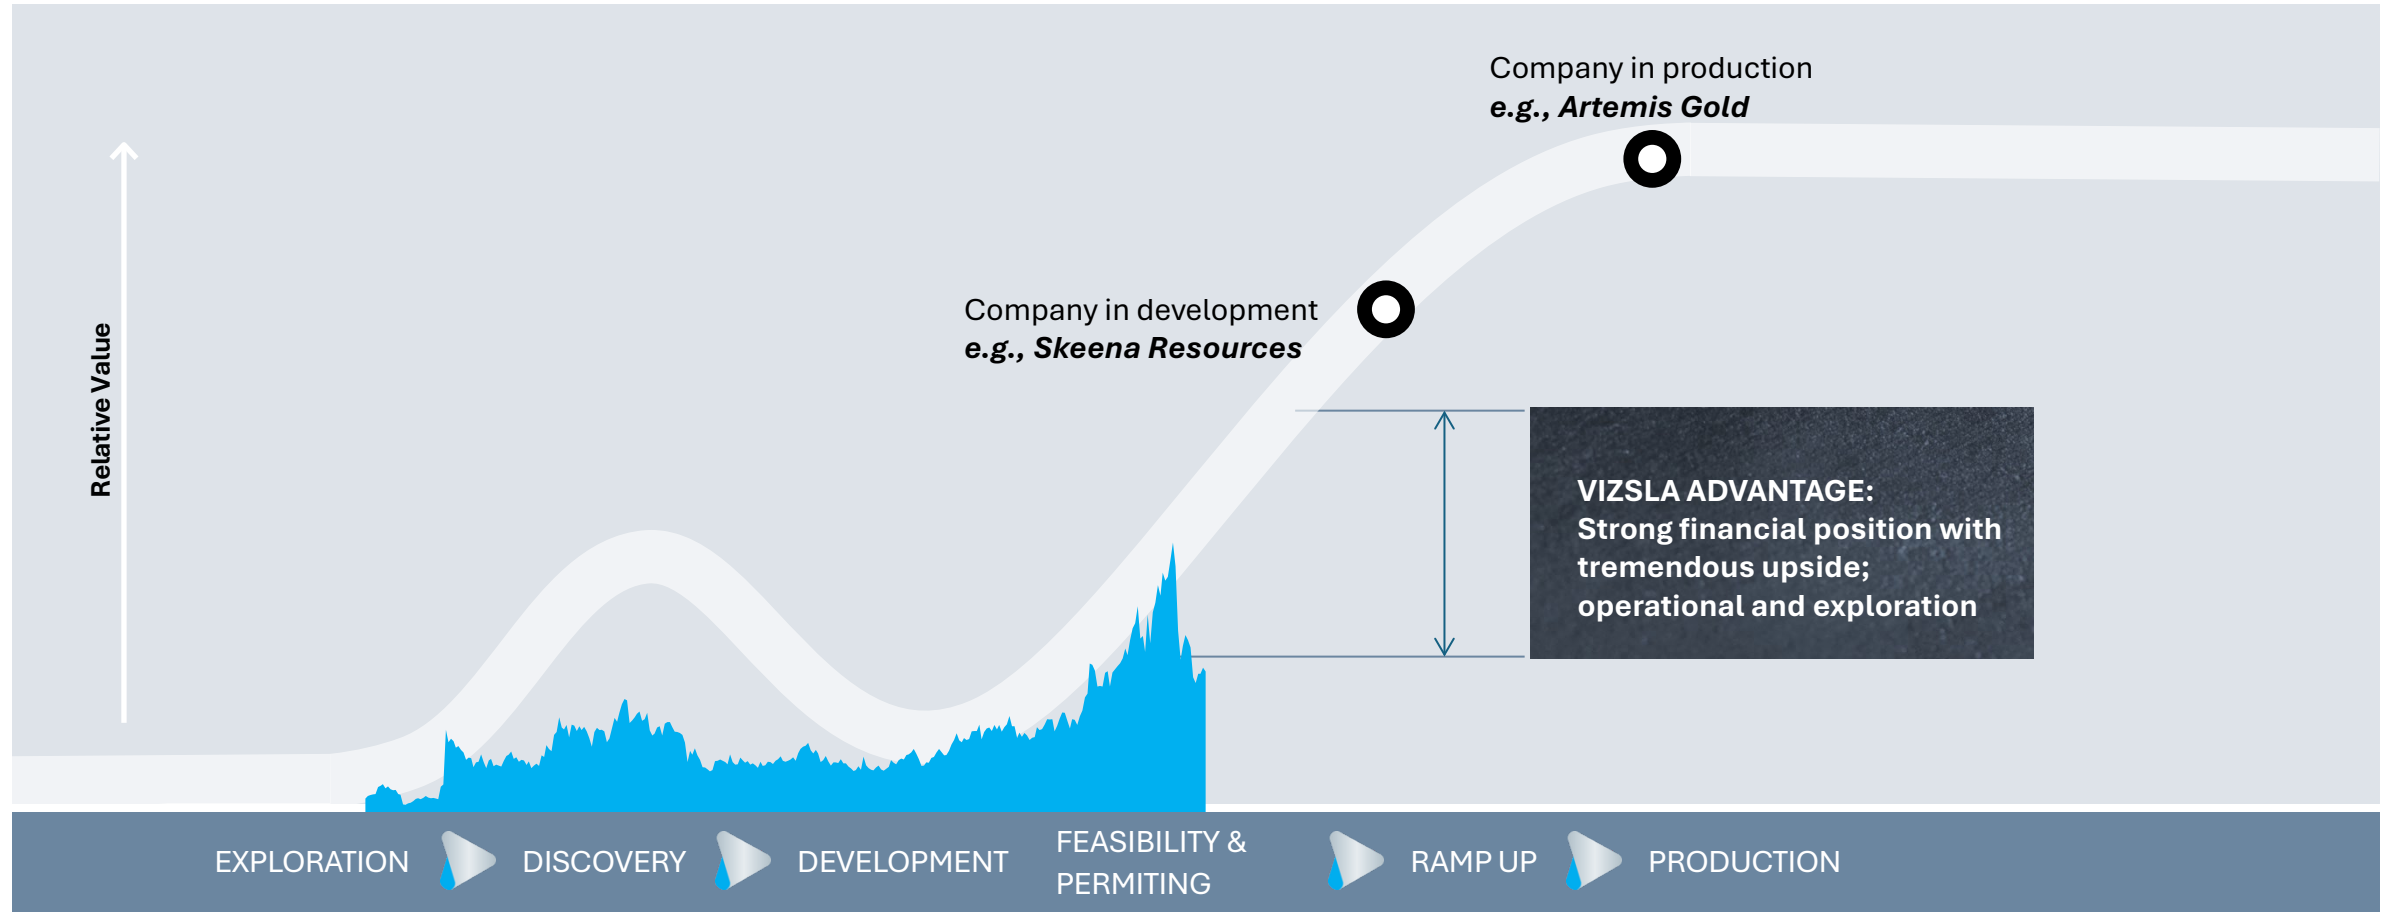 Company in production
e.g., Artemis Gold
Company in development
e.g., Skeena Resources
Relative Value
VIZSLA ADVANTAGE:
Strong financial position with
tremendous upside;
operational and exploration
EXPLORATION
DISCOVERY
DEVELOPMENT
FEASIBILITY &
PERMITING
RAMP UP
PRODUCTION